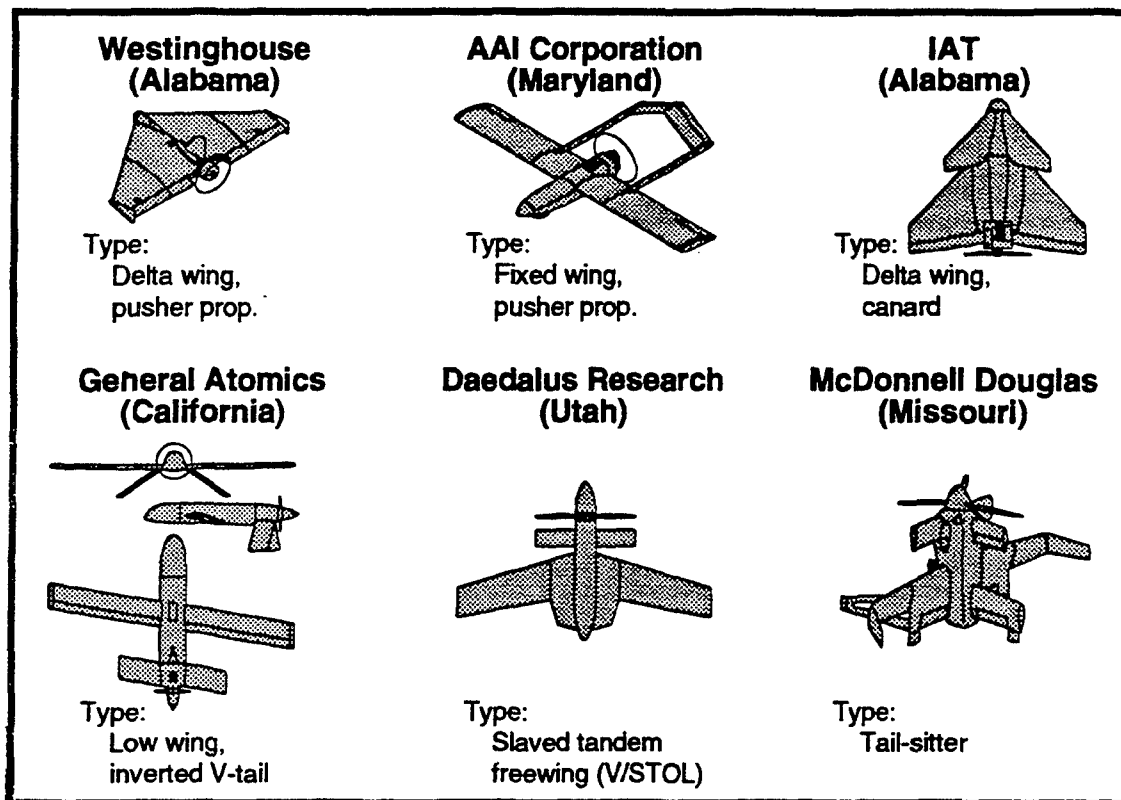 Westinghouse
(Alabama)
Type:
Delta wing,
pusher prop.
AAI Corporation
(Maryland)
Type:
Fixed wing,
pusher prop.
IAT
(Alabama)
Type:
Delta wing,
canard
General Atomics
(California)
Type:
Low wing,
inverted V-tail
Daedalus Research
(Utah)
Type:
Slaved tandem
freewing (V/STOL)
McDonnell Douglas
(Missouri)
Type:
Tail-sitter